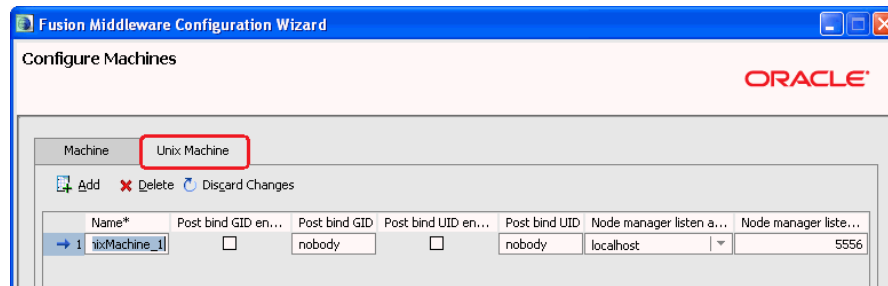 Fusion Middleware Configuration Wizard
Configure Machines
ORACLE
Machine Unix Machine
Add Delete Discard Changes
Name* Post bind GID en... Post bind GID Post bind UID en... Post bind UID Node manager listen a... Node manager liste...
1 nixMachine_1 nobody nobody localhost 5556